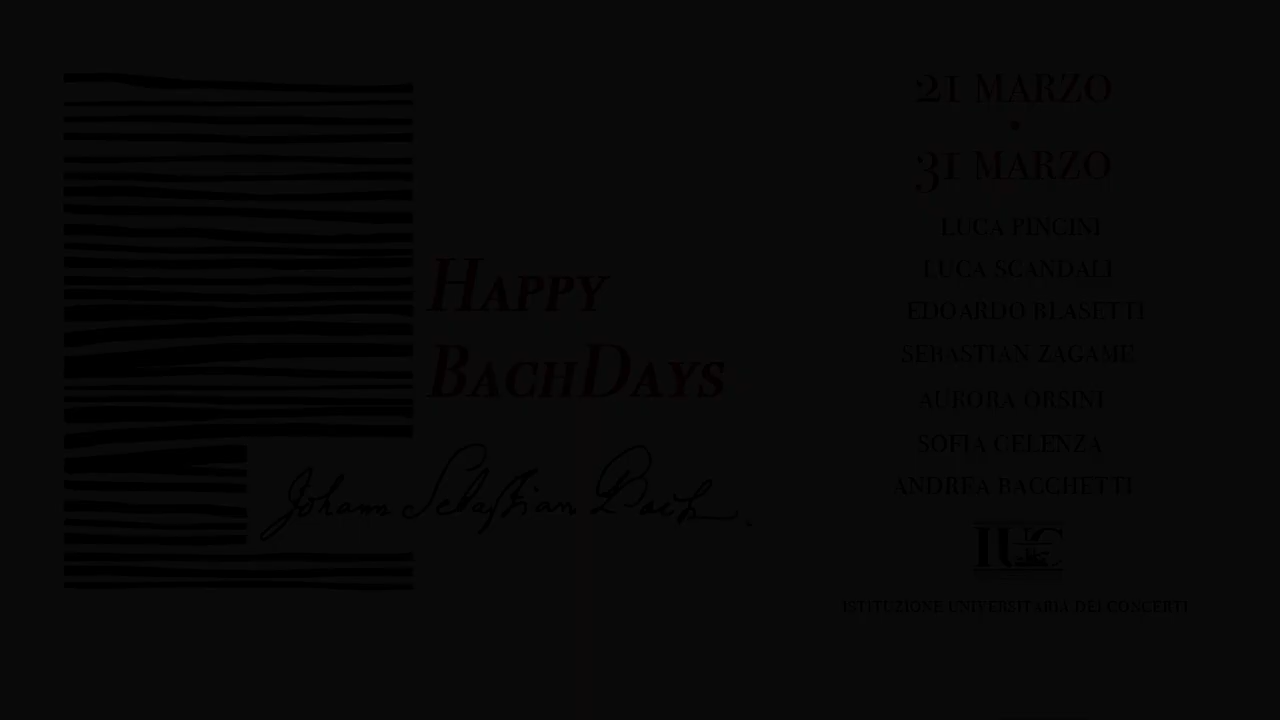 Happy
BachDays
Johann Sebastian Bach.
21 MARZO
31 MARZO
LUCA PINCINI
LUCA SCANDALI
EDOARDO BLASETTI
SEBASTIAN ZAGAME
AURORA ORSINI
SOFIA CELENZA
ANDREA BACCHETTI
IUC
ISTITUZIONE UNIVERSITARIA DEI CONCERTI